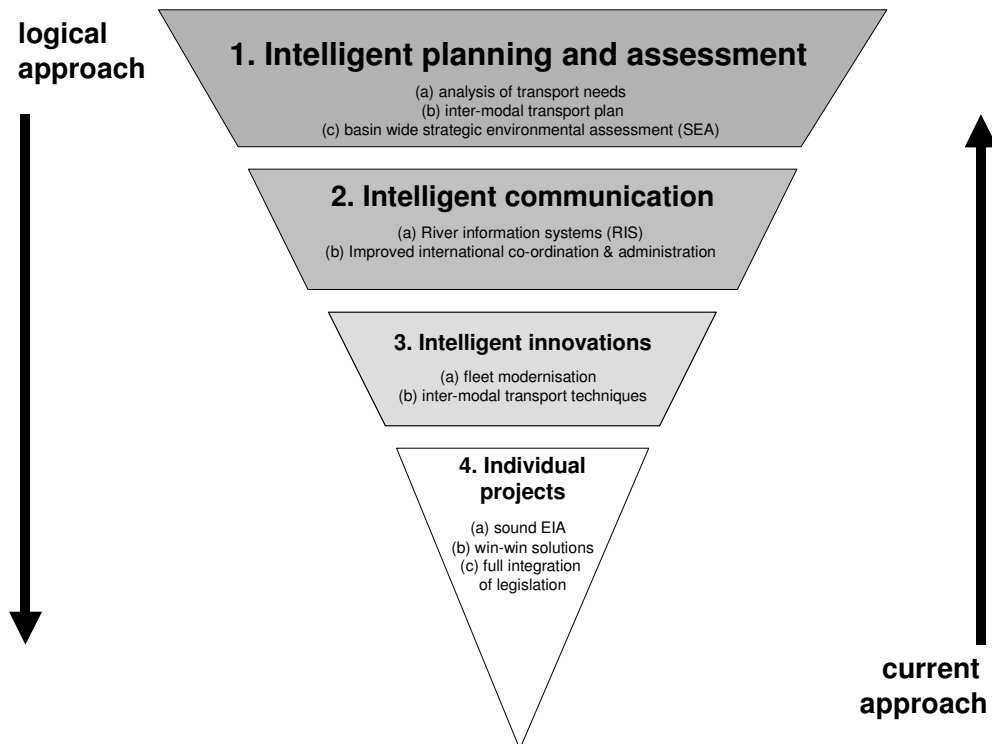 logical
approach
1. Intelligent planning and assessment
(a) analysis of transport needs
(b) inter-modal transport plan
(c) basin wide strategic environmental assessment (SEA)
2. Intelligent communication
(a) River information systems (RIS)
(b) Improved international co-ordination & administration
3. Intelligent innovations
(a) fleet modernisation
(b) inter-modal transport techniques
4. Individual
projects
(a) sound EIA
(b) win-win solutions
(c) full integration
of legislation
current
approach